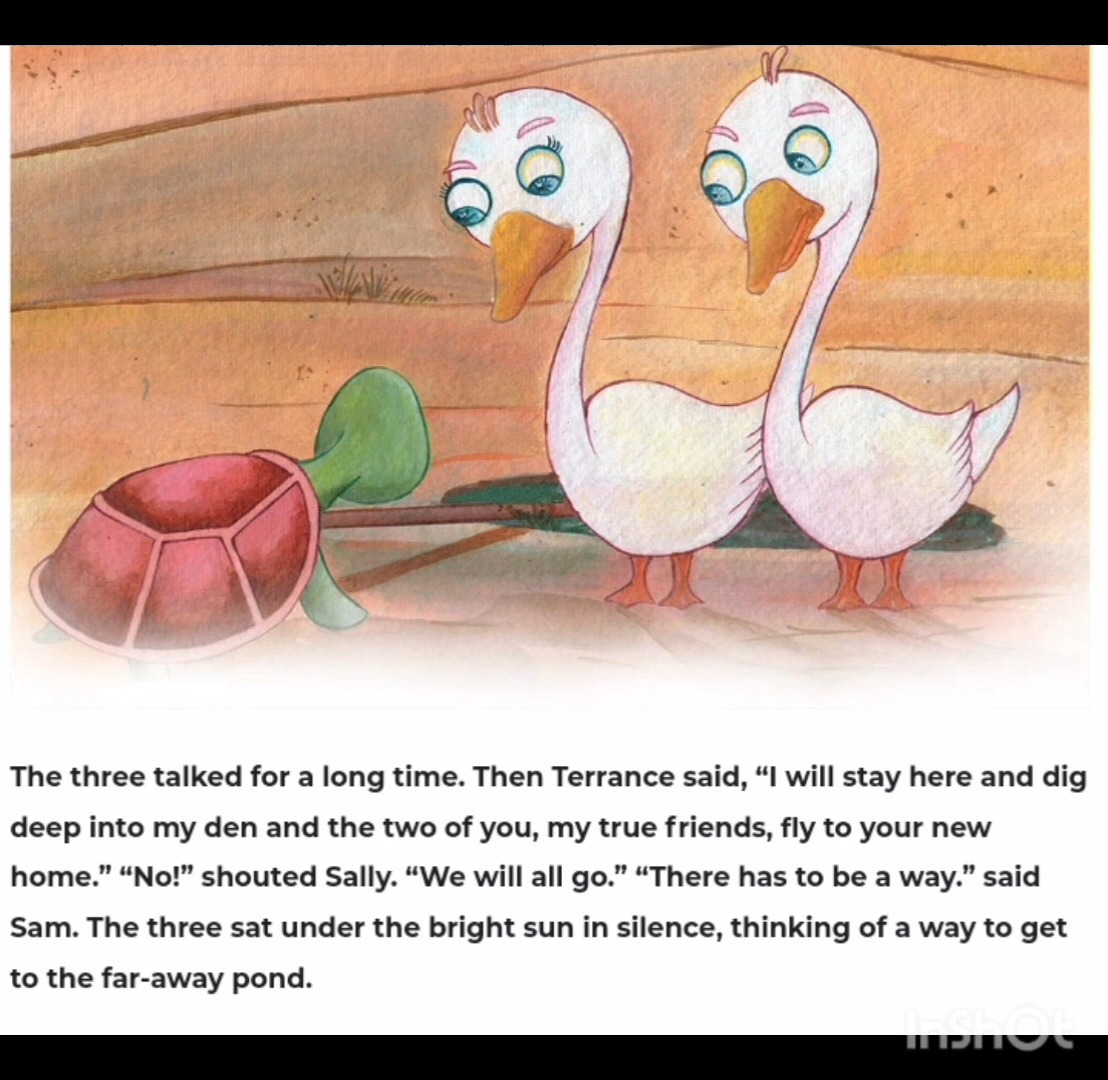 The three talked for a long time. Then Terrance said, “I will stay here and dig
deep into my den and the two of you, my true friends, fly to your new
home.” “No!” shouted Sally. “We will all go.” “There has to be a way.” said
Sam. The three sat under the bright sun in silence, thinking of a way to get
to the far-away pond.
InShOt